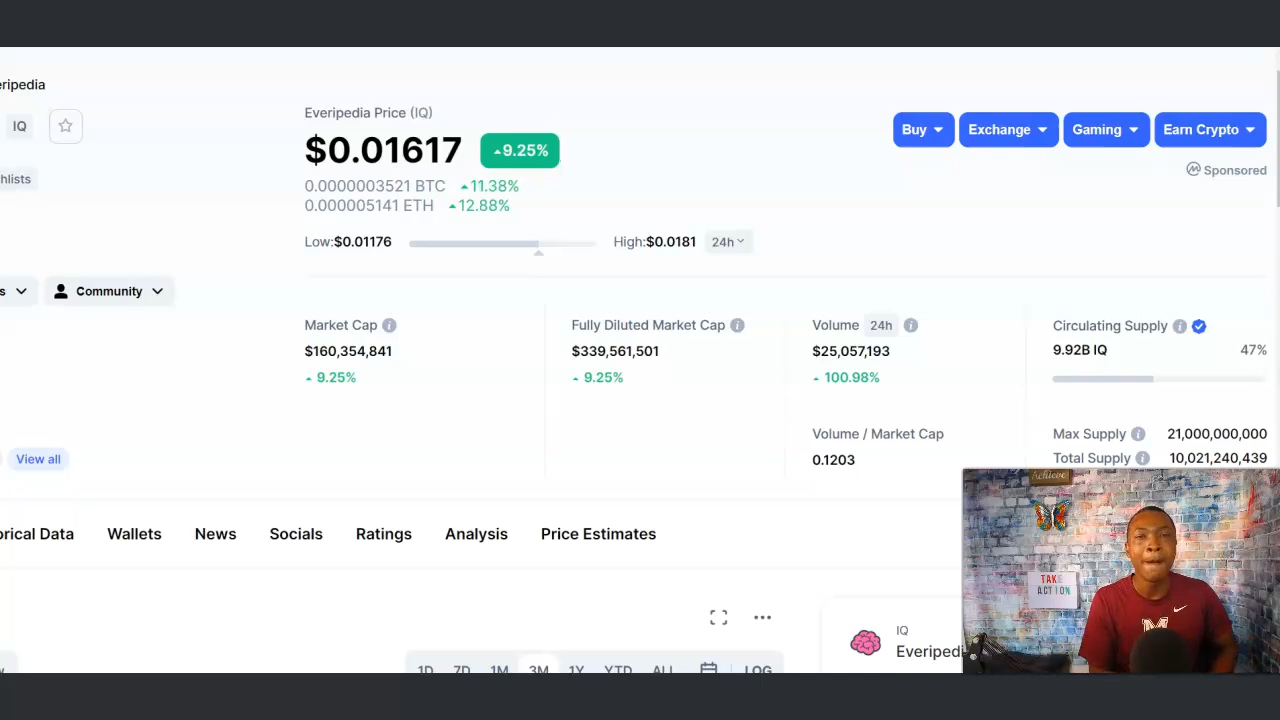 eripedia
IQ
hlists
s
Community
View all
Everipedia Price (IQ)
$0.01617
9.25%
0.0000003521 BTC 11.38%
0.000005141 ETH 12.88%
Low:$0.01176
High:$0.0181
24h
Buy
Exchange
Gaming
Earn Crypto
Sponsored
Market Cap
$160,354,841
9.25%
Fully Diluted Market Cap
$339,561,501
9.25%
Volume 24h
$25,057,193
100.98%
Volume / Market Cap
0.1203
Circulating Supply
9.92B IQ 47%
Max Supply 21,000,000,000
Total Supply 10,021,240,439
orical Data Wallets News Socials Ratings Analysis Price Estimates
1D 7D 1M 3M 1Y YTD ALL LOG
IQ
Everipedi
Achieve
TAKE
ACTION
M